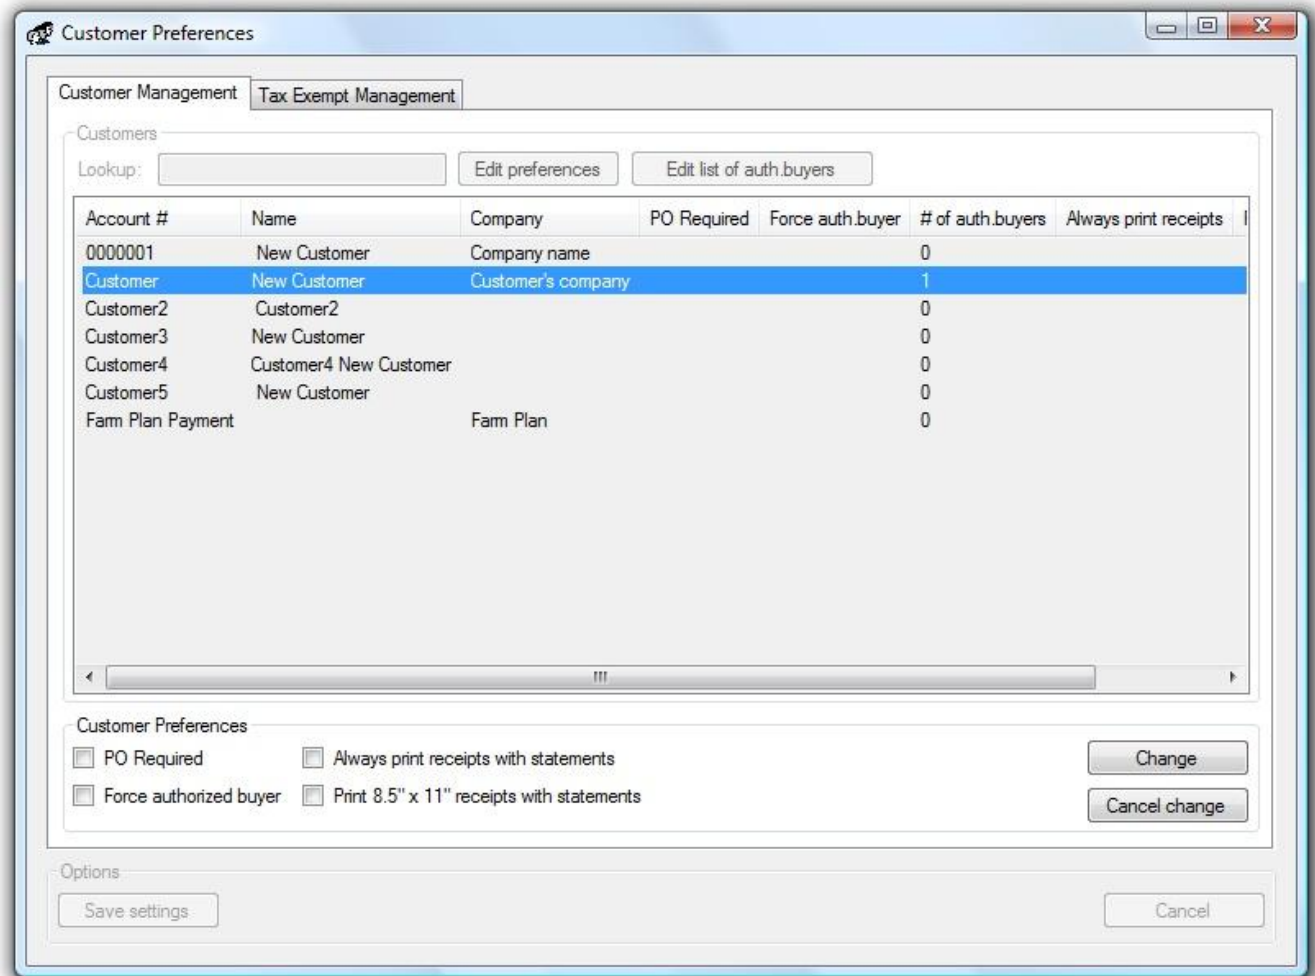 Customer Preferences
Customer Management Tax Exempt Management
Customers
Lookup: Edit preferences Edit list of auth.buyers
Account # Name Company PO Required Force auth.buyer # of auth.buyers Always print receipts
0000001 New Customer Company name 0
Customer New Customer Customer's company 1
Customer2 Customer2 0
Customer3 New Customer 0
Customer4 Customer4 New Customer 0
Customer5 New Customer 0
Farm Plan Payment Farm Plan 0
Customer Preferences
PO Required Always print receipts with statements Change
Force authorized buyer Print 8.5" x 11" receipts with statements Cancel change
Options
Save settings Cancel